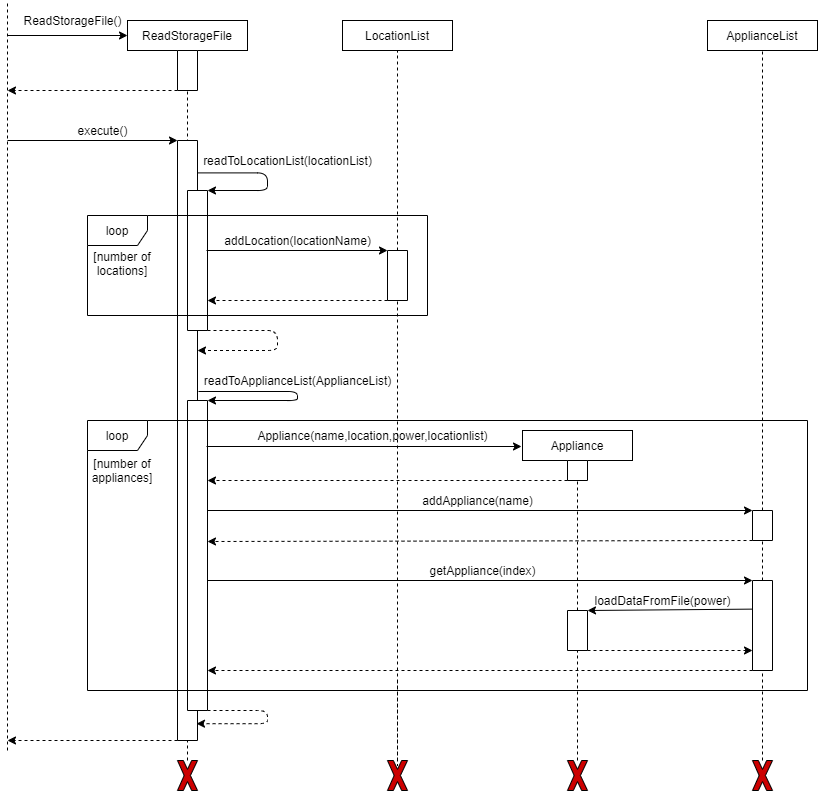 ReadStorageFile()
ReadStorageFile
LocationList
ApplianceList
execute()
readToLocationList(locationList)
loop
addLocation(locationName)
[number of
locations]
readToApplianceList(ApplianceList)
loop
Appliance(name,location,power,locationlist)
Appliance
[number of
appliances]
addAppliance(name)
getAppliance(index)
loadDataFromFile(power)